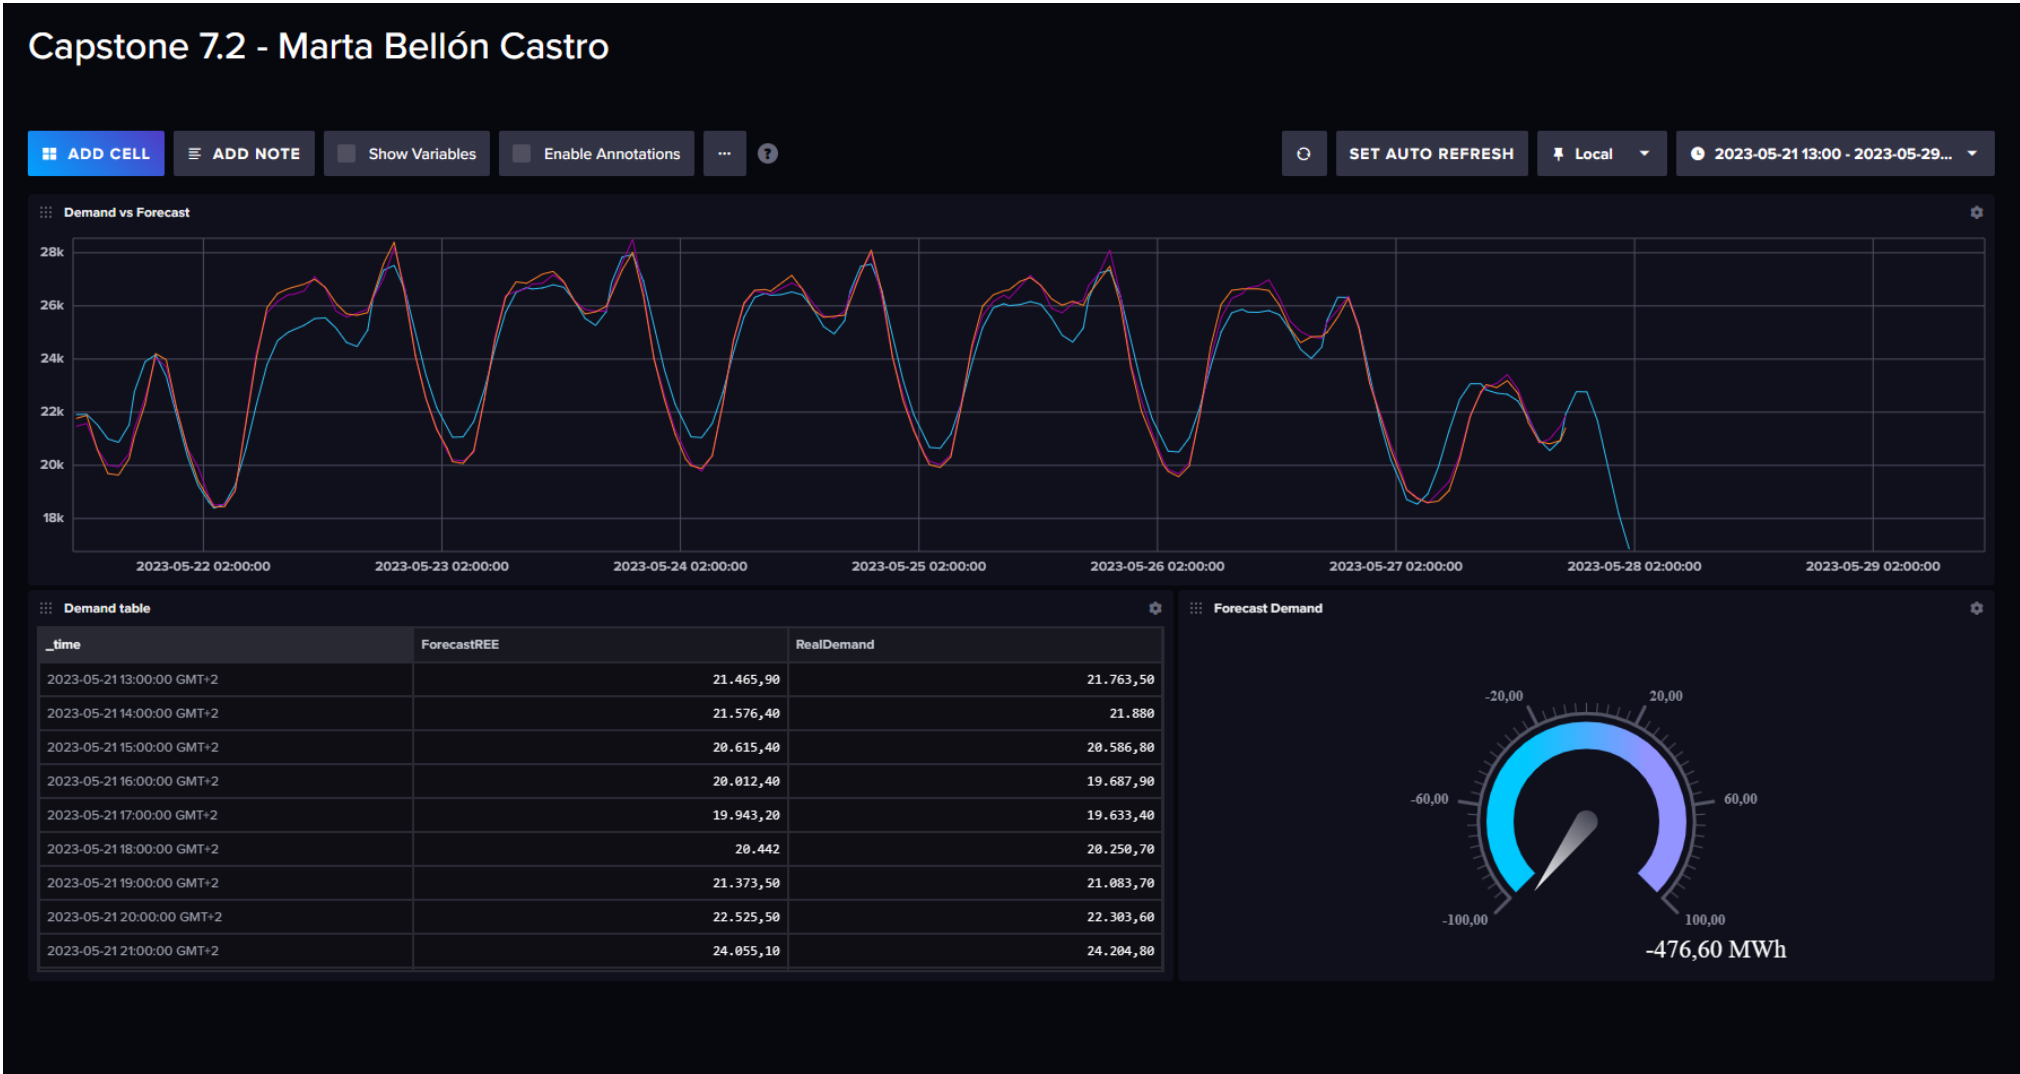 Capstone 7.2 - Marta Bellón Castro
ADD CELL ADD NOTE Show Variables Enable Annotations ... ? SET AUTO REFRESH Local 2023-05-21 13:00 - 2023-05-29...
Demand vs Forecast
28k
26k
24k
22k
20k
18k
2023-05-22 02:00:00 2023-05-23 02:00:00 2023-05-24 02:00:00 2023-05-25 02:00:00 2023-05-26 02:00:00 2023-05-27 02:00:00 2023-05-28 02:00:00 2023-05-29 02:00:00
Demand table
_time ForecastREE RealDemand
2023-05-21 13:00:00 GMT+2 21.465,90 21.763,50
2023-05-21 14:00:00 GMT+2 21.576,40 21.880
2023-05-21 15:00:00 GMT+2 20.615,40 20.586,80
2023-05-21 16:00:00 GMT+2 20.012,40 19.687,90
2023-05-21 17:00:00 GMT+2 19.943,20 19.633,40
2023-05-21 18:00:00 GMT+2 20.442 20.250,70
2023-05-21 19:00:00 GMT+2 21.373,50 21.083,70
2023-05-21 20:00:00 GMT+2 22.525,50 22.303,60
2023-05-21 21:00:00 GMT+2 24.055,10 24.204,80
Forecast Demand
-20,00 20,00
-60,00 60,00
-100,00 100,00
-476,60 MWh